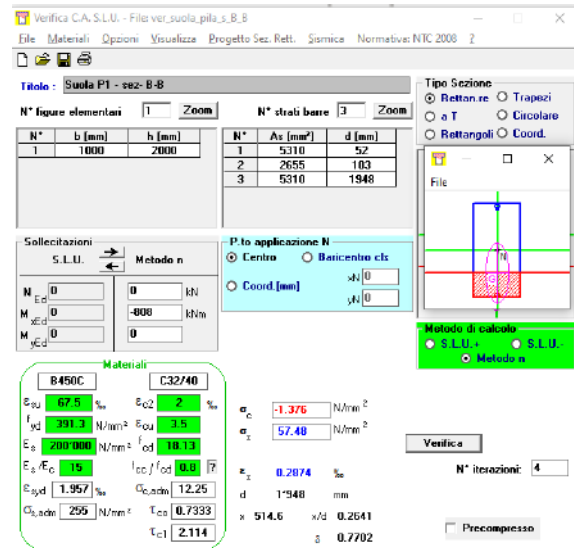 Verifica C.A. S.L.U. - File: ver_suola_pila_s_B_B
File Materiali Opzioni Visualizza Progetto Sez. Rett. Sismica Normativa: NTC 2008 ?
Titolo : Suola P1 - sez- B-B
N° figure elementari 1 Zoom N° strati barre 3 Zoom
N° b [mm] h [mm]
1 1000 2000
N° As [mm²] d [mm]
1 5310 52
2 2655 103
3 5310 1948
Tipo Sezione
Rettan.re Trapezi
a T Circolare
Rettangoli Coord.
File
N
G
Sollecitazioni
S.L.U. Metodo n
N Ed 0 0 kN
M xEd 0 -808 kNm
M yEd 0 0
P.to applicazione N
Centro Baricentro cls
Coord.[mm] xN 0
yN 0
Metodo di calcolo
S.L.U.+ S.L.U.-
Metodo n
Materiali
B450C C32/40
εsu 67.5 ‰ εc2 2 ‰
fyd 391.3 N/mm² εcu 3.5
Es 200'000 N/mm² fcd 18.13
Es/Ec 15 fcc/fcd 0.8 ?
εsyd 1.957 ‰ σc,adm 12.25
σs,adm 255 N/mm² τco 0.7333
τc1 2.114
σc -1.376 N/mm²
σs 57.48 N/mm²
εs 0.2874 ‰
d 1'948 mm
x 514.6 x/d 0.2641
δ 0.7702
Verifica
N° iterazioni: 4
Precompresso